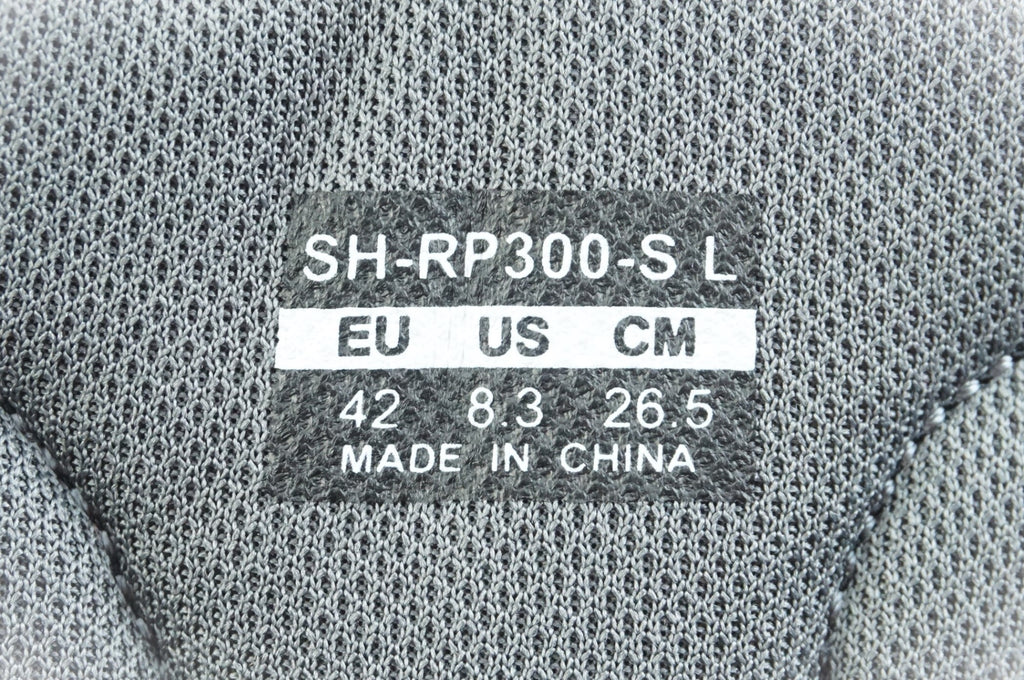 SH-RP300-S L
EU US CM
42 8.3 26.5
MADE IN CHINA